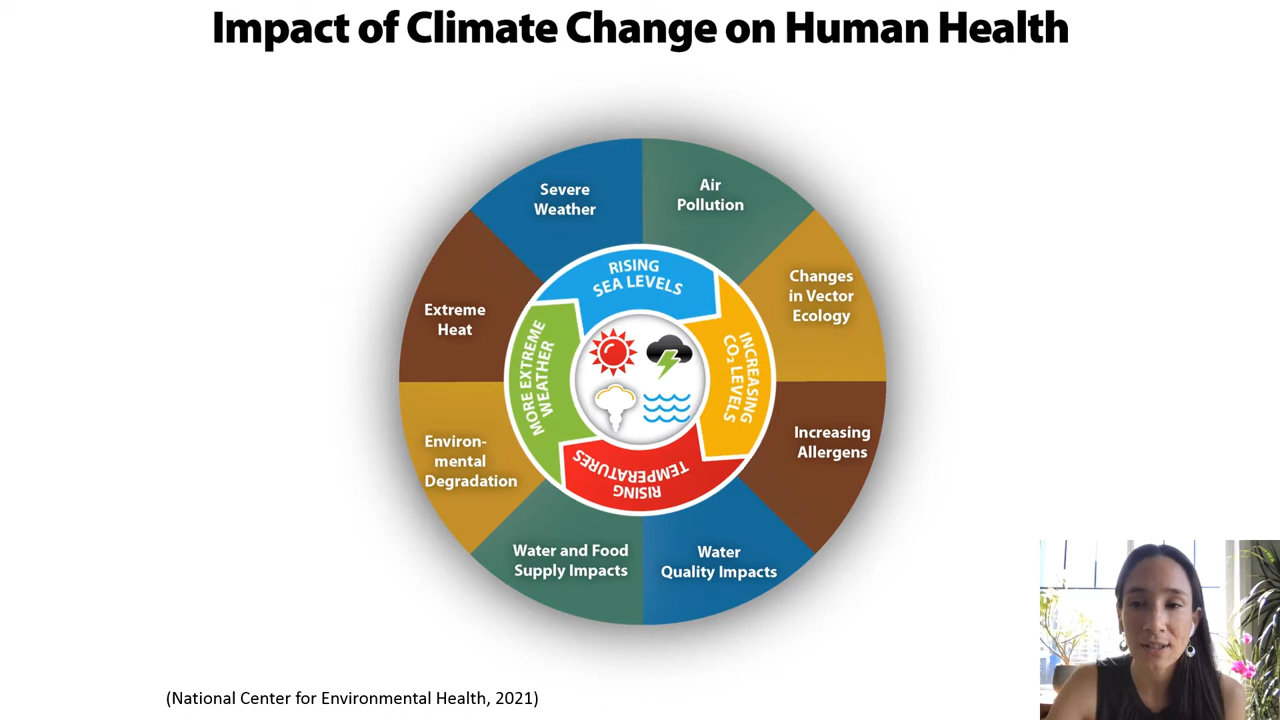 Impact of Climate Change on Human Health
Severe
Weather
Air
Pollution
Changes
in Vector
Ecology
Increasing
Allergens
Water
Quality Impacts
Water and Food
Supply Impacts
Environ-
mental
Degradation
Extreme
Heat
RISING
SEA LEVELS
INCREASING
CO₂ LEVELS
RISING
TEMPERATURES
MORE EXTREME
WEATHER
(National Center for Environmental Health, 2021)